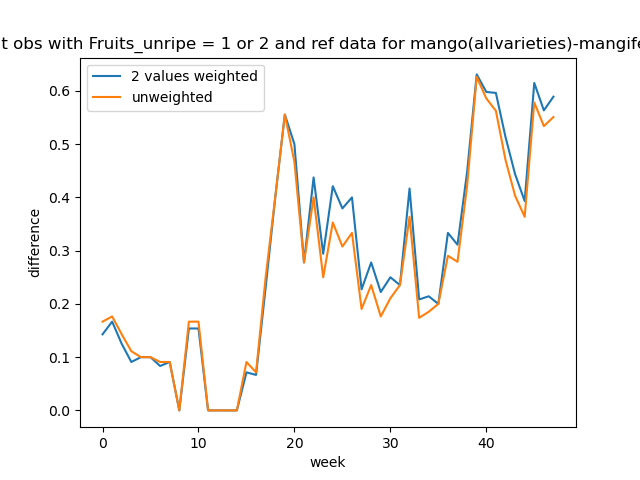 t obs with Fruits_unripe = 1 or 2 and ref data for mango(allvarieties)-mangife
2 values weighted
unweighted
0.6
0.5
0.4
0.3
0.2
0.1
0.0
difference
0 10 20 30 40
week